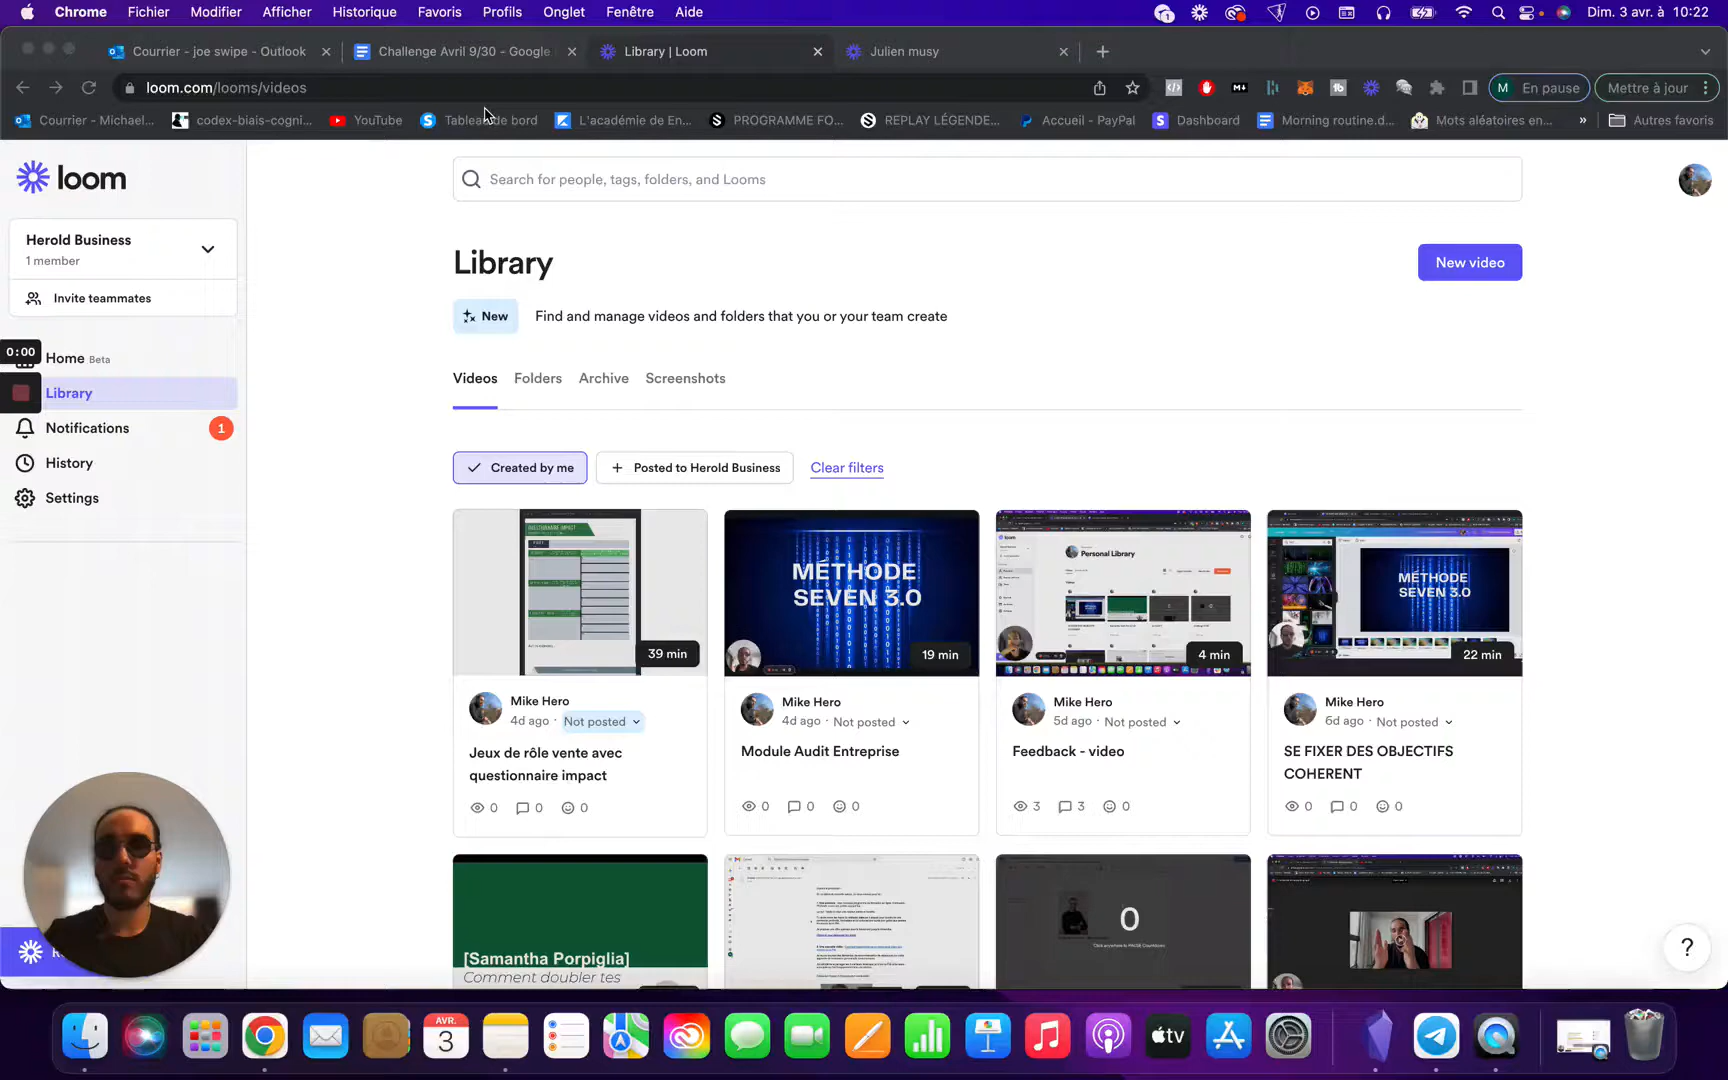 Chrome Fichier Modifier Afficher Historique Favoris Profils Onglet Fenêtre Aide Dim. 3 avr. à 10:22
Courrier - joe swipe - Outlook Challenge Avril 9/30 - Google Library | Loom Julien musy
loom.com/looms/videos M En pause Mettre à jour
Courrier - Michael... codex-biais-cogni... YouTube Tableau de bord L'académie de En... PROGRAMME FO... REPLAY LÉGENDE... Accueil - PayPal Dashboard Morning routine.d... Mots aléatoires en... » Autres favoris
loom
Search for people, tags, folders, and Looms
Herold Business
1 member
Invite teammates
Library
New video
New Find and manage videos and folders that you or your team create
0:00
Home Beta
Library
Notifications 1
History
Settings
Videos Folders Archive Screenshots
Created by me Posted to Herold Business Clear filters
39 min
MÉTHODE
SEVEN 3.0
19 min
Personal Library
4 min
MÉTHODE
SEVEN 3.0
22 min
Mike Hero
4d ago · Not posted
Jeux de rôle vente avec
questionnaire impact
0 0 0
Mike Hero
4d ago · Not posted
Module Audit Entreprise
0 0 0
Mike Hero
5d ago · Not posted
Feedback - video
3 3 0
Mike Hero
6d ago · Not posted
SE FIXER DES OBJECTIFS
COHERENT
0 0 0
[Samantha Porpiglia]
Comment doubler tes
0
?
AVR.
3
tv